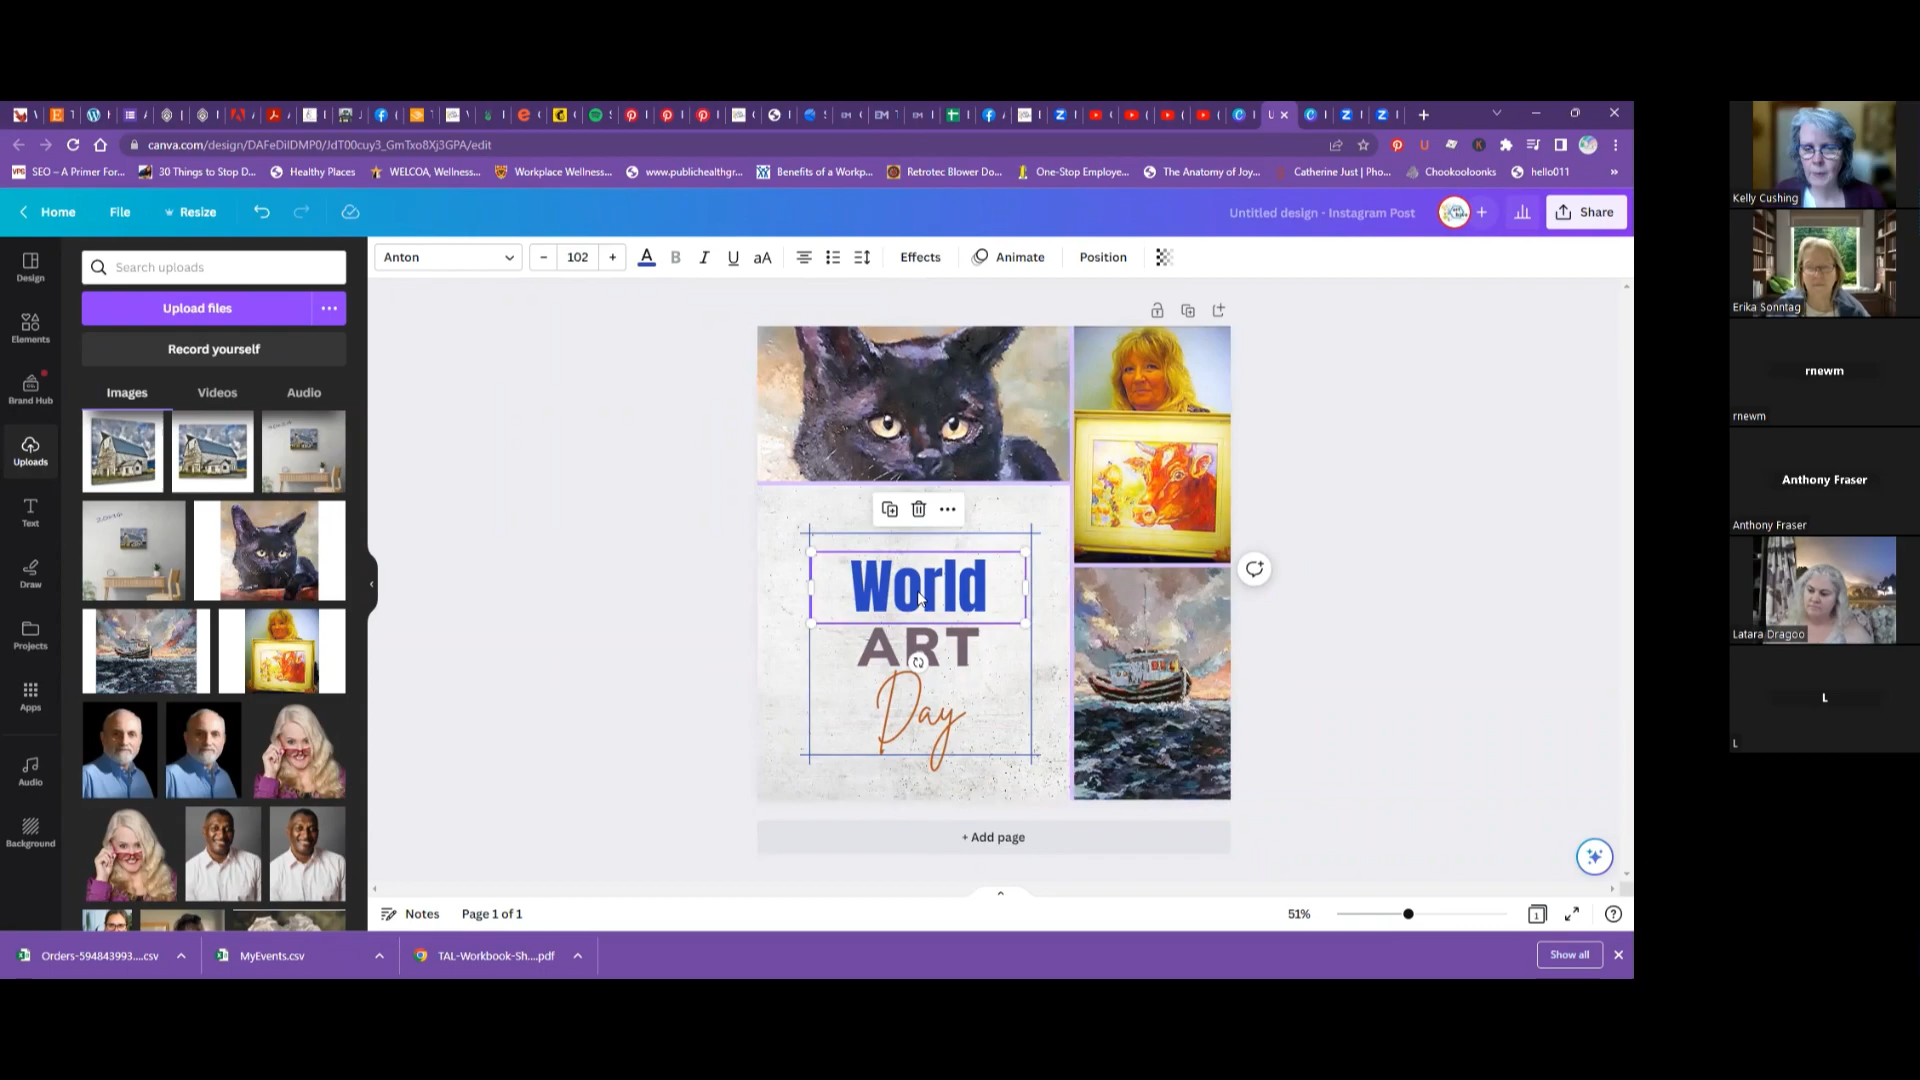 canva.com/design/DAFeDiIDMP0/JdT00cuy3_GmTxo8Xj3GPA/edit
SEO – A Primer For...
30 Things to Stop D...
Healthy Places
WELCOA, Wellness...
Workplace Wellness...
www.publichealthgr...
Benefits of a Workp...
Retrotec Blower Do...
One-Stop Employe...
The Anatomy of Joy...
Catherine Just | Pho...
Chookooloonks
hello011
»
Home
File
Resize
Untitled design - Instagram Post
Share
Design
Elements
Brand Hub
Uploads
Text
Draw
Projects
Apps
Audio
Background
Search uploads
Upload files
Record yourself
Images
Videos
Audio
Anton
102
A
B
I
U
aA
Effects
Animate
Position
World
ART
Day
+ Add page
Notes
Page 1 of 1
51%
1
Orders-594843993....csv
MyEvents.csv
TAL-Workbook-Sh....pdf
Show all
Kelly Cushing
Erika Sonntag
rnewm
rnewm
Anthony Fraser
Anthony Fraser
Latara Dragoo
L
L